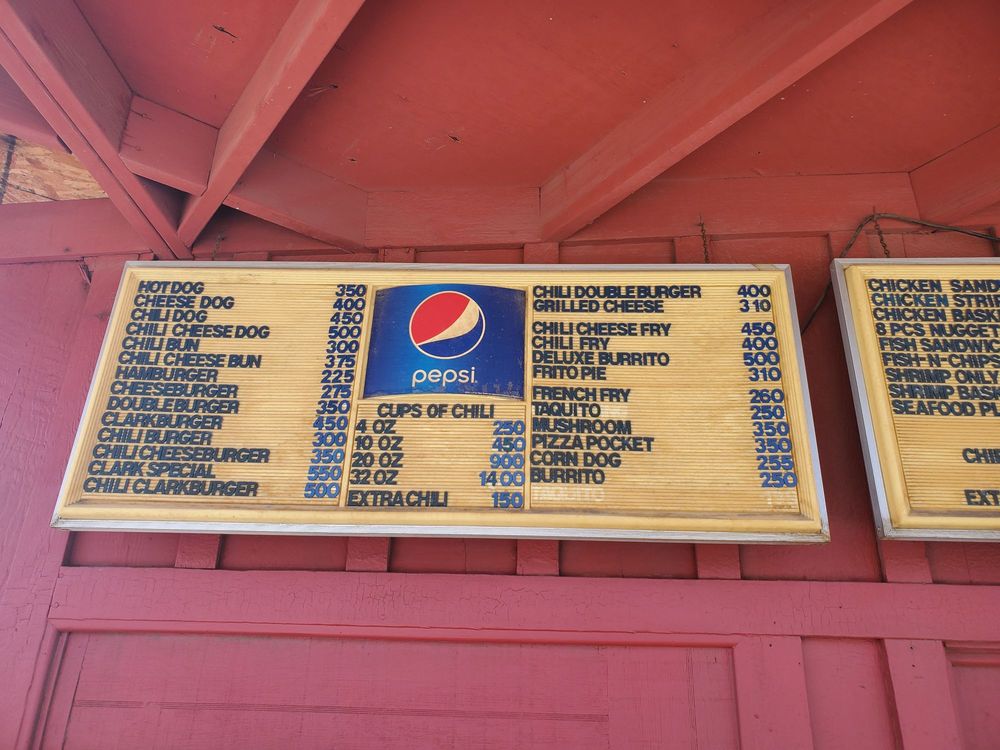 HOT DOG 350
CHEESE DOG 400
CHILI DOG 450
CHILI CHEESE DOG 500
CHILI BUN 300
CHILI CHEESE BUN 375
HAMBURGER 225
CHEESEBURGER 275
DOUBLE BURGER 350
CLARKBURGER 450
CHILI BURGER 300
CHILI CHEESEBURGER 350
CLARK SPECIAL 550
CHILI CLARKBURGER 500
pepsi
CUPS OF CHILI
4 OZ 250
10 OZ 450
20 OZ 900
32 OZ 1400
EXTRA CHILI 150
CHILI DOUBLE BURGER 400
GRILLED CHEESE 310
CHILI CHEESE FRY 450
CHILI FRY 400
DELUXE BURRITO 500
FRITO PIE 310
FRENCH FRY 260
TAQUITO 250
MUSHROOM 350
PIZZA POCKET 350
CORN DOG 255
BURRITO 250
TAQUITO
CHICKEN SAND
CHICKEN STRI
CHICKEN BASK
8 PCS NUGGET
FISH SANDWIC
FISH-N-CHIPS
SHRIMP ONLY
SHRIMP BASK
SEAFOOD PL
CHI
EXT